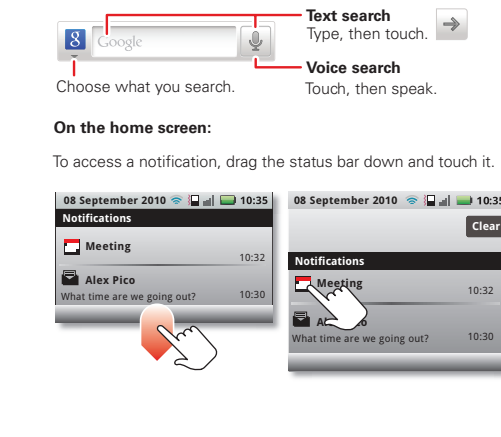 Text search
8 Google Type, then touch.
Voice search
Choose what you search. Touch, then speak.
On the home screen:
To access a notification, drag the status bar down and touch it.
08 September 2010 10:35
Notifications
Meeting
10:32
Alex Pico
What time are we going out? 10:30
08 September 2010 10:35
Clear
Notifications
Meeting
10:32
What time are we going out? 10:30